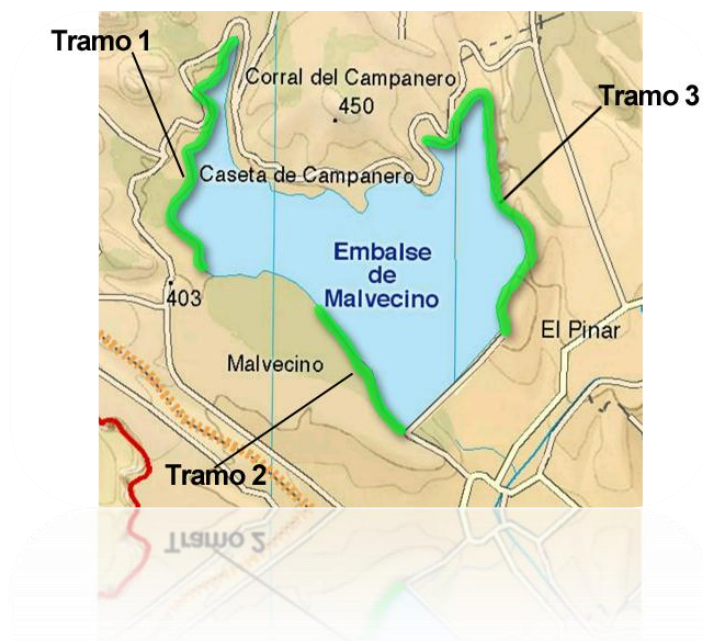 Tramo 1
Corral del Campanero
450
Tramo 3
Caseta de Campanero
Embalse
de
Malvecino
403
El Pinar
Malvecino
Tramo 2
Tramo 2